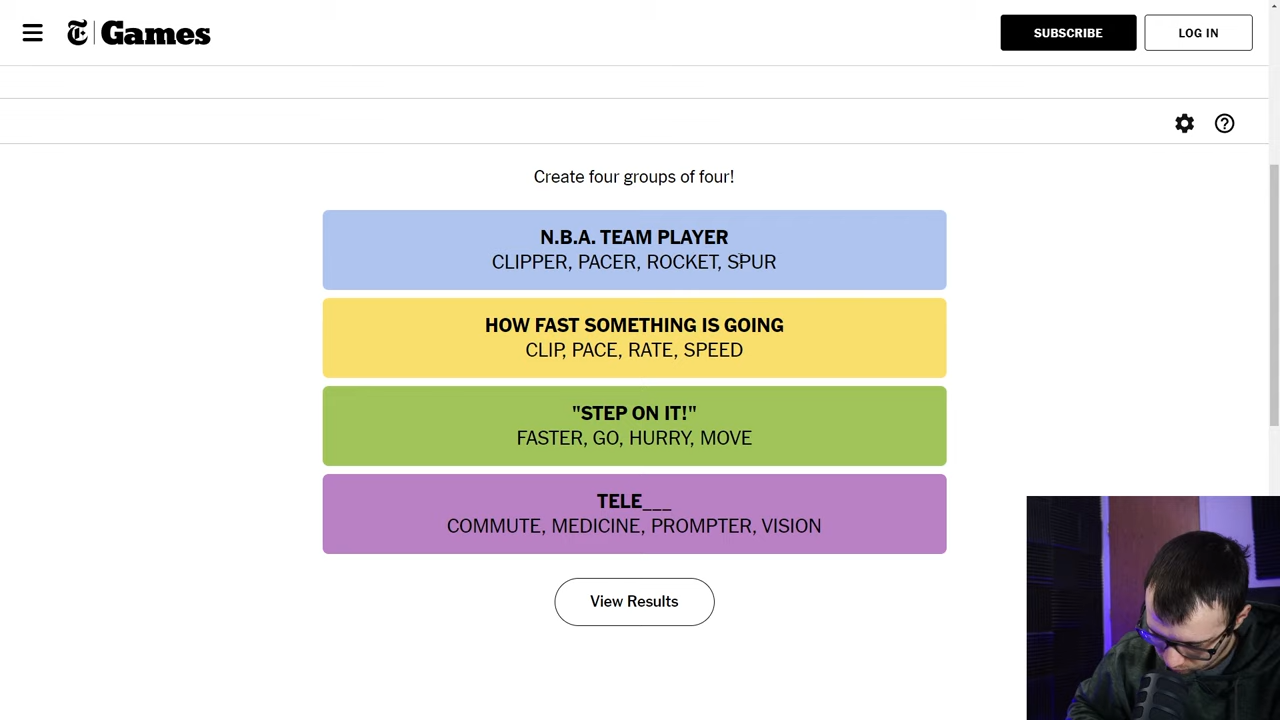 T Games
SUBSCRIBE
LOG IN
Create four groups of four!
N.B.A. TEAM PLAYER
CLIPPER, PACER, ROCKET, SPUR
HOW FAST SOMETHING IS GOING
CLIP, PACE, RATE, SPEED
"STEP ON IT!"
FASTER, GO, HURRY, MOVE
TELE___
COMMUTE, MEDICINE, PROMPTER, VISION
View Results